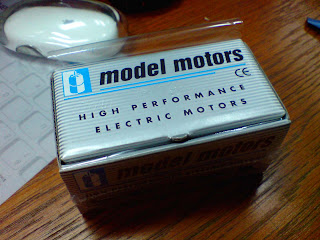 model motors
CE
HIGH PERFORMANCE
ELECTRIC MOTORS
model motors